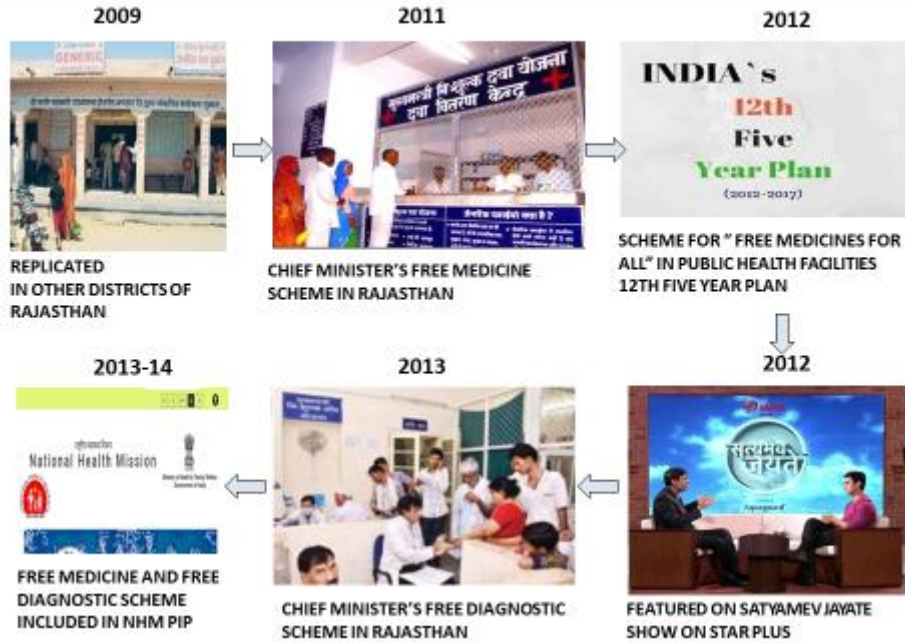 2009
2011
2012
GENERIC
मुख्यमन्त्री निःशुल्क दवा योजना
दवा वितरण केन्द्र
INDIA`s
12th
Five
Year Plan
(2012-2017)
REPLICATED
IN OTHER DISTRICTS OF
RAJASTHAN
CHIEF MINISTER'S FREE MEDICINE
SCHEME IN RAJASTHAN
SCHEME FOR " FREE MEDICINES FOR
ALL" IN PUBLIC HEALTH FACILITIES
12TH FIVE YEAR PLAN
2013-14
2013
2012
National Health Mission
सत्यमेव
जयते
FREE MEDICINE AND FREE
DIAGNOSTIC SCHEME
INCLUDED IN NHM PIP
CHIEF MINISTER'S FREE DIAGNOSTIC
SCHEME IN RAJASTHAN
FEATURED ON SATYAMEV JAYATE
SHOW ON STAR PLUS